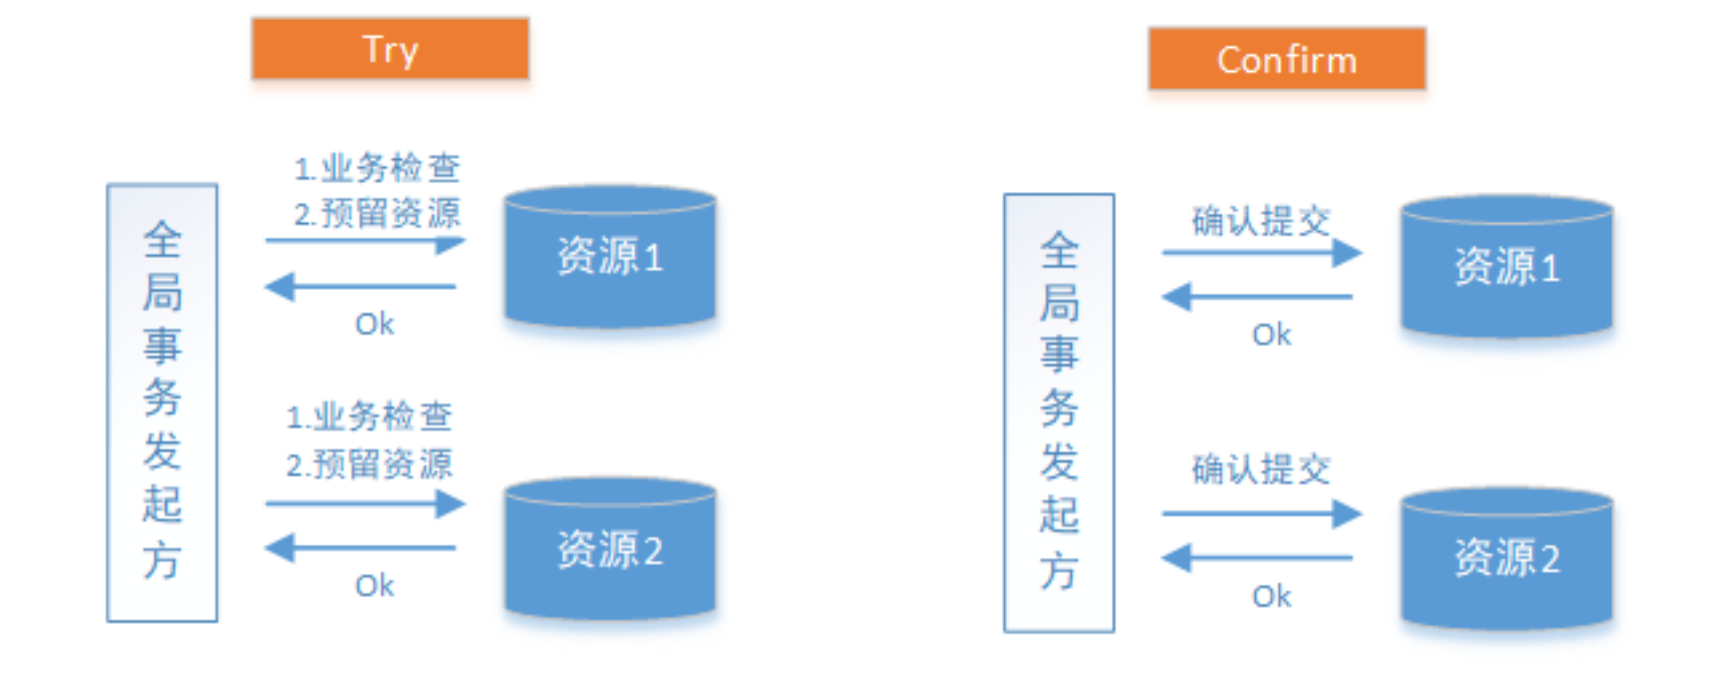 Try
1.业务检查
2.预留资源
全局事务发起方
资源1
Ok
1.业务检查
2.预留资源
资源2
Ok
Confirm
确认提交
全局事务发起方
资源1
Ok
确认提交
资源2
Ok